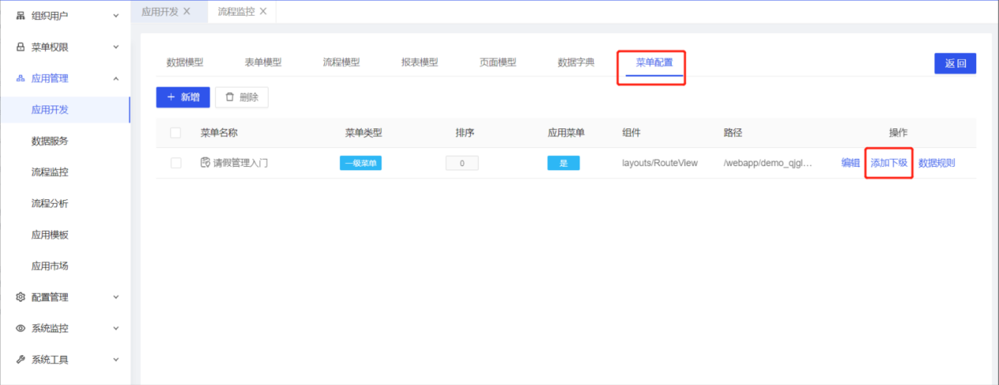 组织用户
菜单权限
应用管理
应用开发
数据服务
流程监控
流程分析
应用模板
应用市场
配置管理
系统监控
系统工具
应用开发 流程监控
数据模型 表单模型 流程模型 报表模型 页面模型 数据字典 菜单配置 返回
新增 删除
菜单名称 菜单类型 排序 应用菜单 组件 路径 操作
请假管理入门 一级菜单 0 是 layouts/RouteView /webapp/demo_qjgl... 编辑 添加下级 数据规则